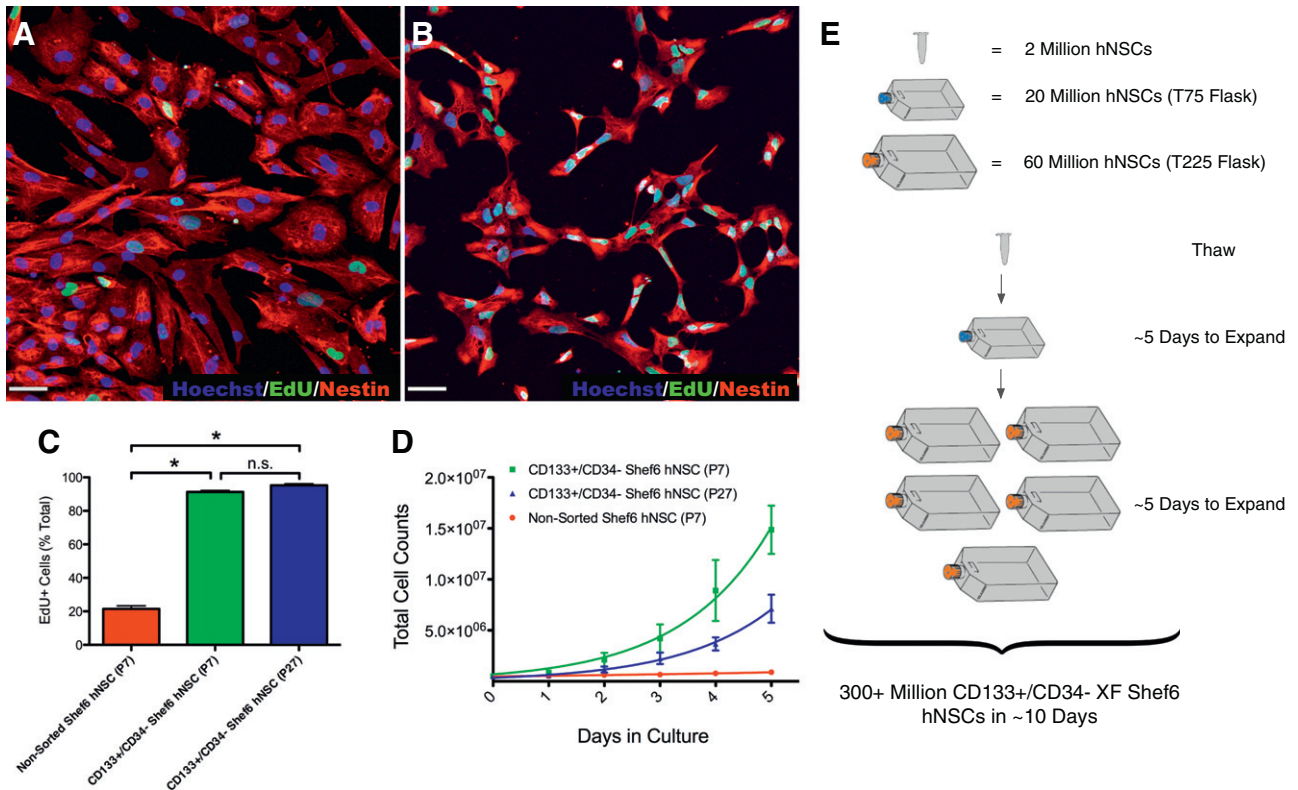 A
Hoechst/EdU/Nestin
B
Hoechst/EdU/Nestin
C
*
*
n.s.
EdU+ Cells (% Total)
100
80
60
40
20
0
Non-Sorted Shef6 hNSC (P7)
CD133+/CD34- Shef6 hNSC (P7)
CD133+/CD34- Shef6 hNSC (P27)
D
CD133+/CD34- Shef6 hNSC (P7)
CD133+/CD34- Shef6 hNSC (P27)
Non-Sorted Shef6 hNSC (P7)
Total Cell Counts
2.0×10⁰⁷
1.5×10⁰⁷
1.0×10⁰⁷
5.0×10⁰⁶
0
1
2
3
4
5
Days in Culture
E
= 2 Million hNSCs
= 20 Million hNSCs (T75 Flask)
= 60 Million hNSCs (T225 Flask)
Thaw
~5 Days to Expand
~5 Days to Expand
300+ Million CD133+/CD34- XF Shef6
hNSCs in ~10 Days